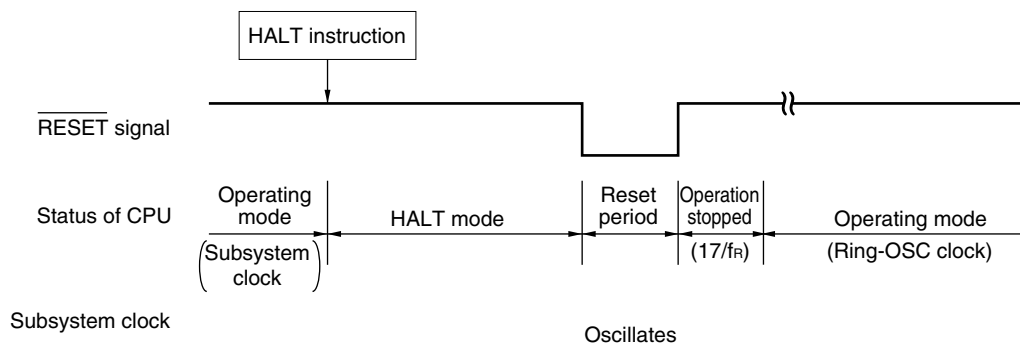 HALT instruction
RESET signal
Status of CPU
Operating mode
(Subsystem clock)
HALT mode
Reset period
Operation stopped
(17/fR)
Operating mode
(Ring-OSC clock)
Subsystem clock
Oscillates